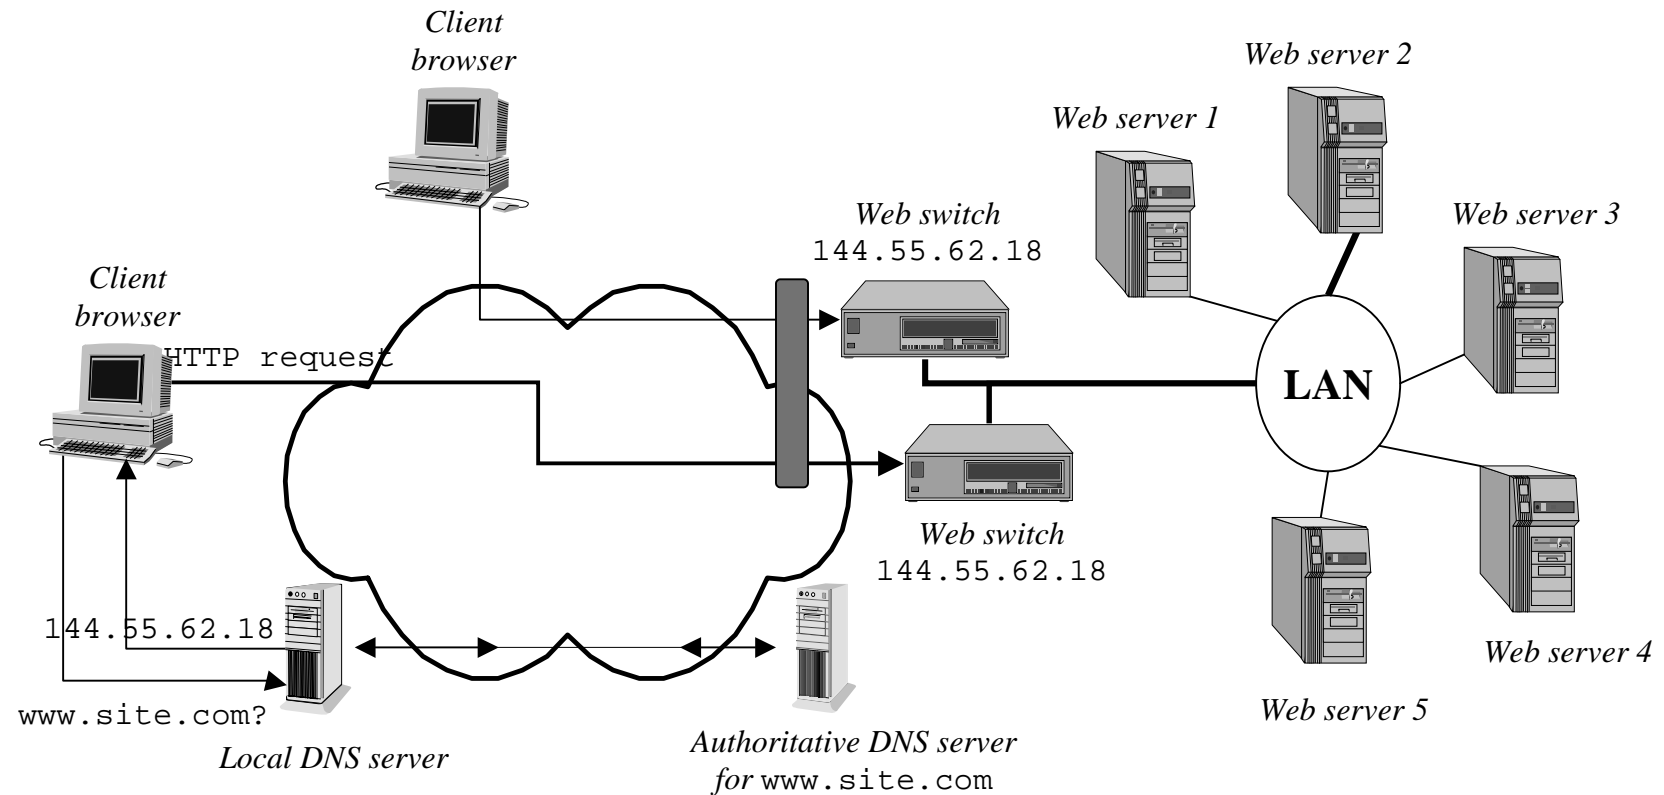 Client
browser
Web server 2
Web server 1
Web switch
144.55.62.18
Web server 3
Client
browser
HTTP request
LAN
Web switch
144.55.62.18
144.55.62.18
www.site.com?
Local DNS server
Authoritative DNS server
for www.site.com
Web server 4
Web server 5